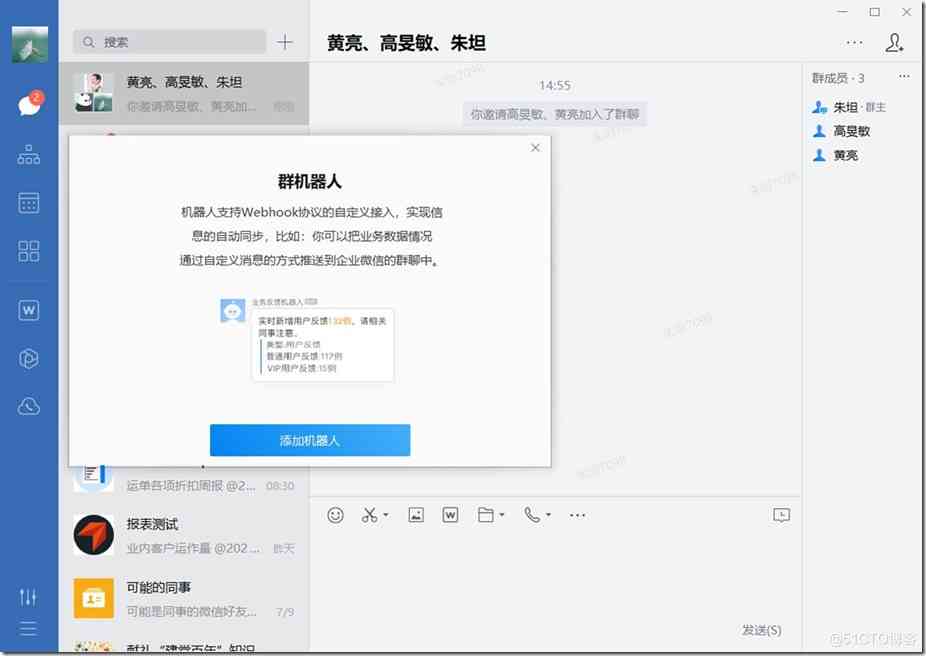 2
搜索
黄亮、高旻敏、朱坦
你邀请高旻敏、黄亮加...
运单各项折扣周报 @2...
08:30
报表测试
业内客户运作量 @202...
昨天
可能的同事
可能是同事的微信好友...
7/9
黄亮、高旻敏、朱坦
14:55
你邀请高旻敏、黄亮加入了群聊
群成员 · 3
朱坦 · 群主
高旻敏
黄亮
群机器人
机器人支持Webhook协议的自定义接入，实现信
息的自动同步，比如：你可以把业务数据情况
通过自定义消息的方式推送到企业微信的群聊中。
业务反馈机器人
实时新增用户反馈132例，请相关
同事注意。
类型:用户反馈
普通用户反馈:117例
VIP用户反馈:15例
添加机器人
发送(S)
@51CTO博客